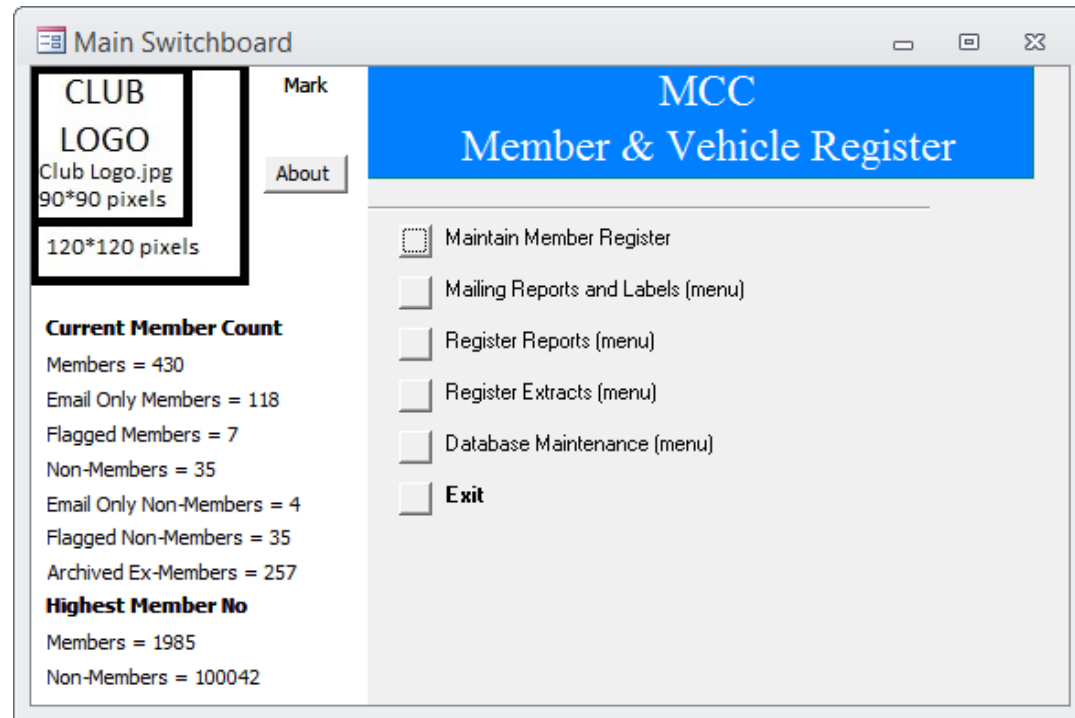 Main Switchboard
CLUB
LOGO
Club Logo.jpg
90*90 pixels
120*120 pixels
Mark
About
MCC
Member & Vehicle Register
Current Member Count
Members = 430
Email Only Members = 118
Flagged Members = 7
Non-Members = 35
Email Only Non-Members = 4
Flagged Non-Members = 35
Archived Ex-Members = 257
Highest Member No
Members = 1985
Non-Members = 100042
Maintain Member Register
Mailing Reports and Labels (menu)
Register Reports (menu)
Register Extracts (menu)
Database Maintenance (menu)
Exit